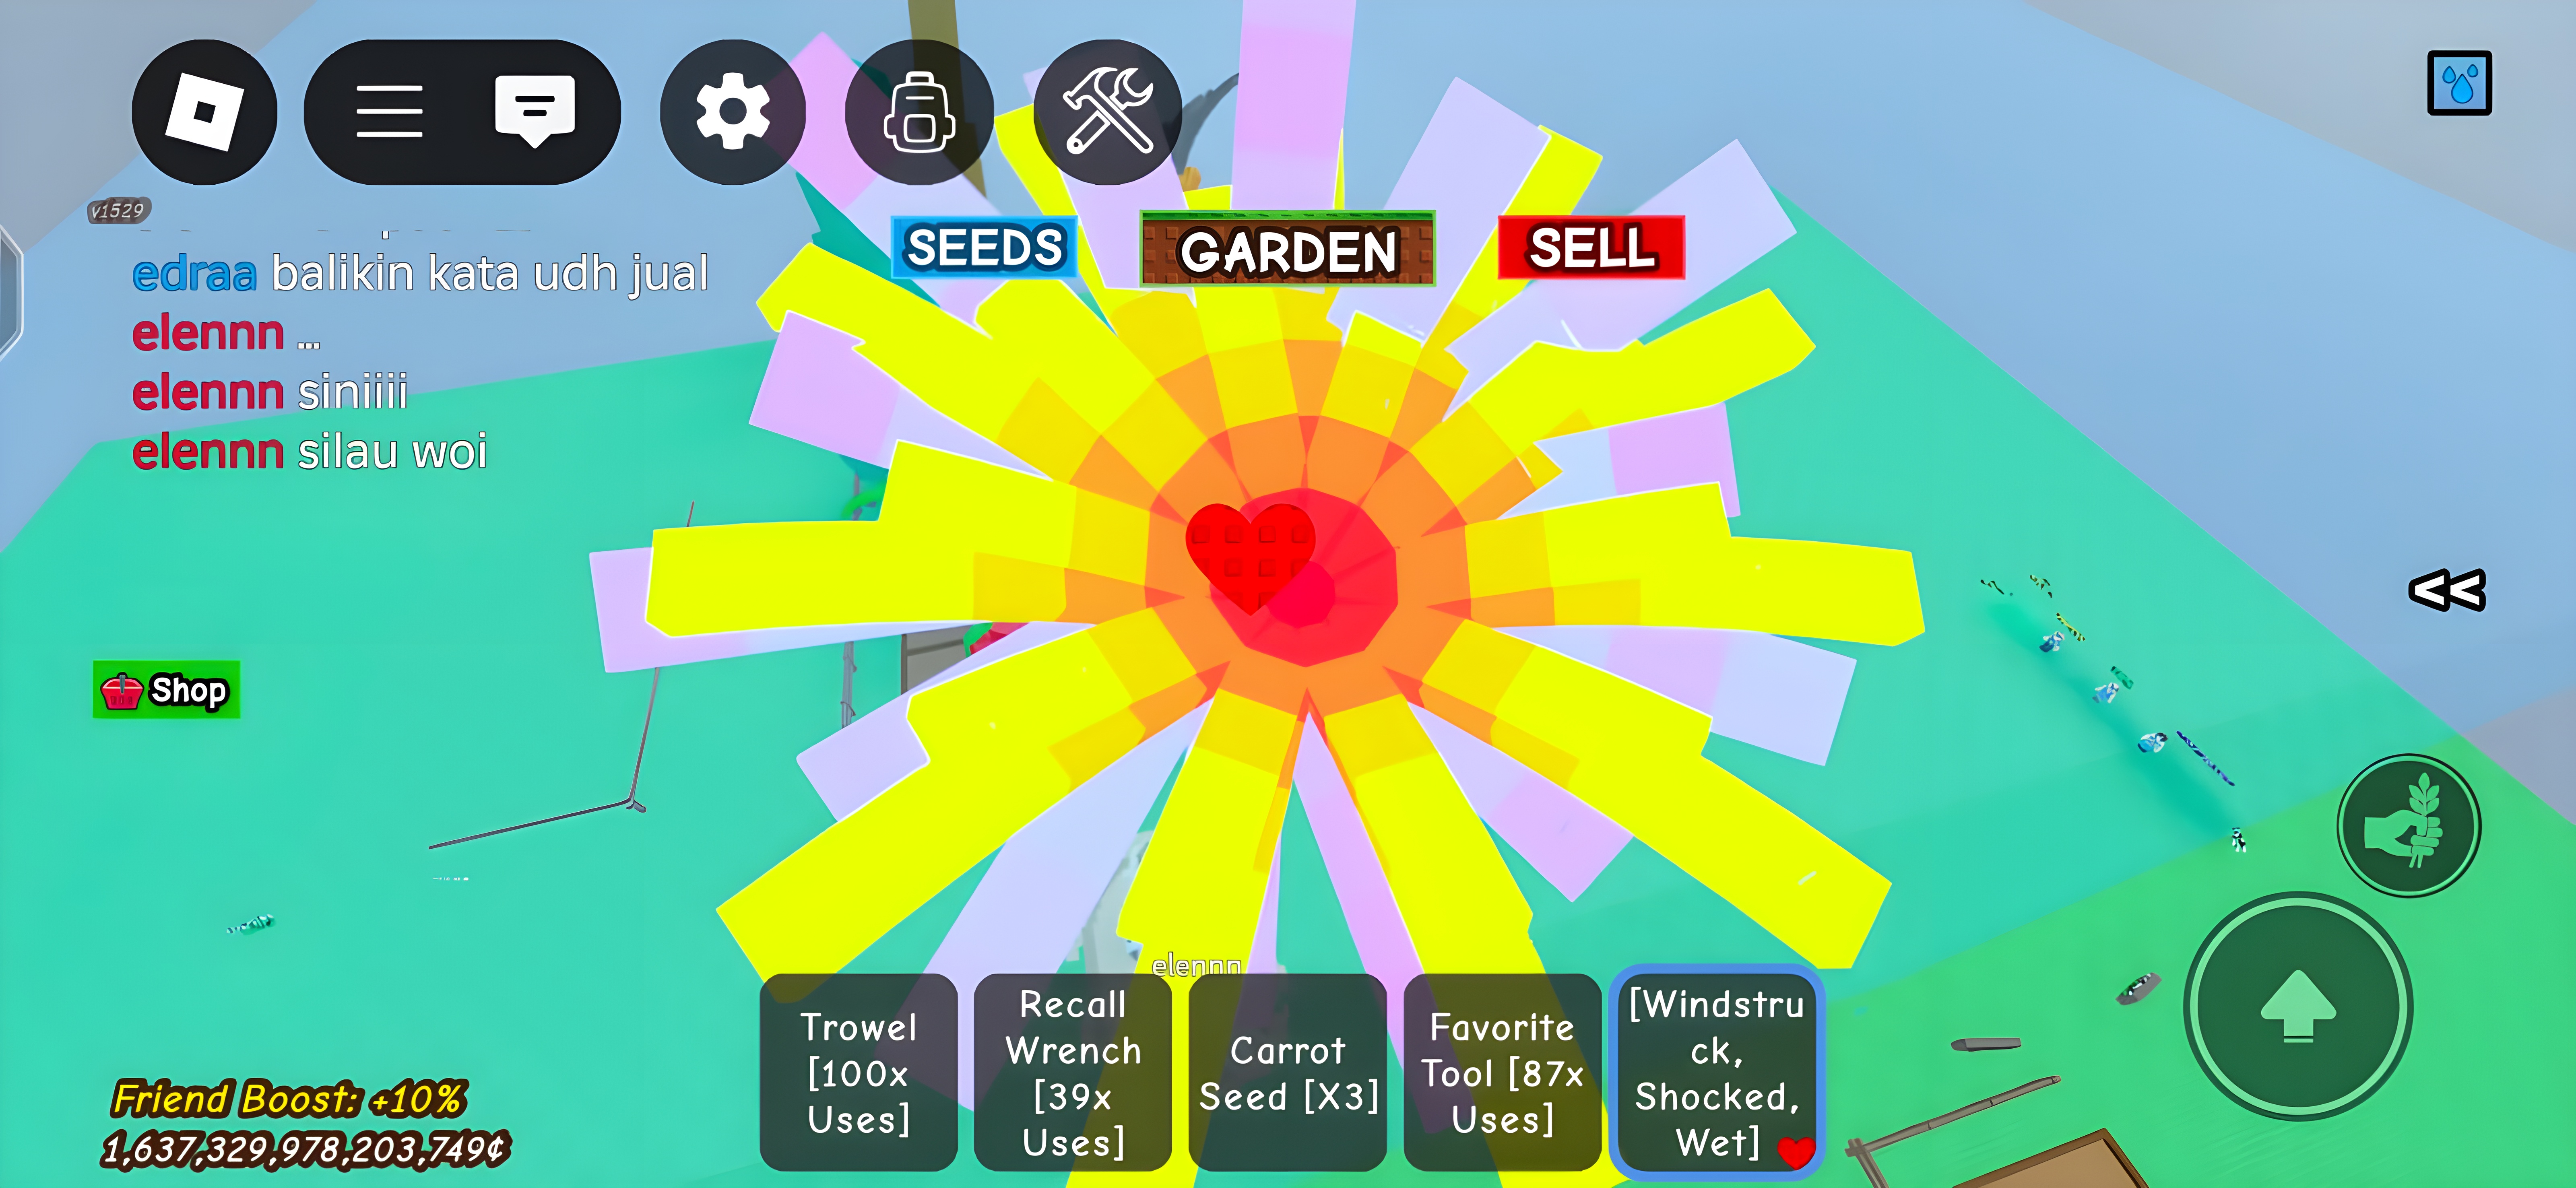 v1529
edraa balikin kata udh jual
elennn ...
elennn siniiii
elennn silau woi
SEEDS
GARDEN
SELL
Shop
elennn
Trowel
[100x
Uses]
Recall
Wrench
[39x
Uses]
Carrot
Seed [X3]
Favorite
Tool [87x
Uses]
[Windstru
ck,
Shocked,
Wet]
Friend Boost: +10%
1,637,329,978,203,749¢